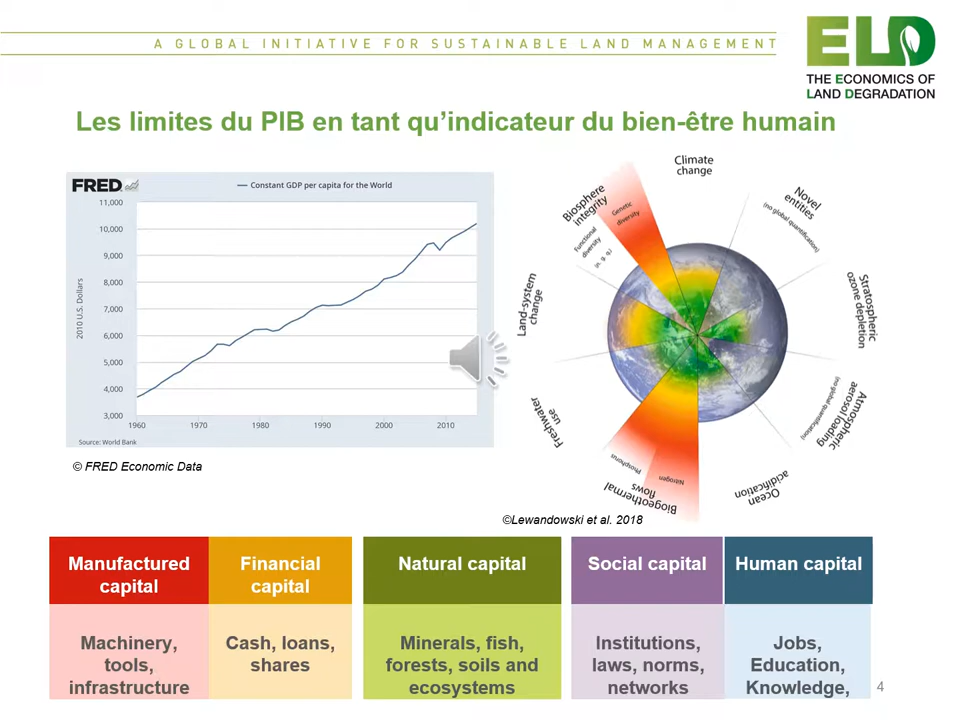 A GLOBAL INITIATIVE FOR SUSTAINABLE LAND MANAGEMENT
ELD
THE ECONOMICS OF
LAND DEGRADATION
Les limites du PIB en tant qu’indicateur du bien-être humain
FRED
Constant GDP per capita for the World
11,000
10,000
9,000
8,000
7,000
6,000
5,000
4,000
3,000
2010 U.S. Dollars
1960
1970
1980
1990
2000
2010
Source: World Bank
© FRED Economic Data
Climate
change
Novel
entities
(no global quantification)
Stratospheric
ozone depletion
Atmospheric
aerosol loading
(no global quantification)
Ocean
acidification
Biogeothermal
flows
Nitrogen
Phosphorus
Freshwater
use
Land-system
change
Biosphere
integrity
Genetic
diversity
Functional
diversity
(n. g. q.)
©Lewandowski et al. 2018
Manufactured
capital
Financial
capital
Natural capital
Social capital
Human capital
Machinery,
tools,
infrastructure
Cash, loans,
shares
Minerals, fish,
forests, soils and
ecosystems
Institutions,
laws, norms,
networks
Jobs,
Education,
Knowledge,
4